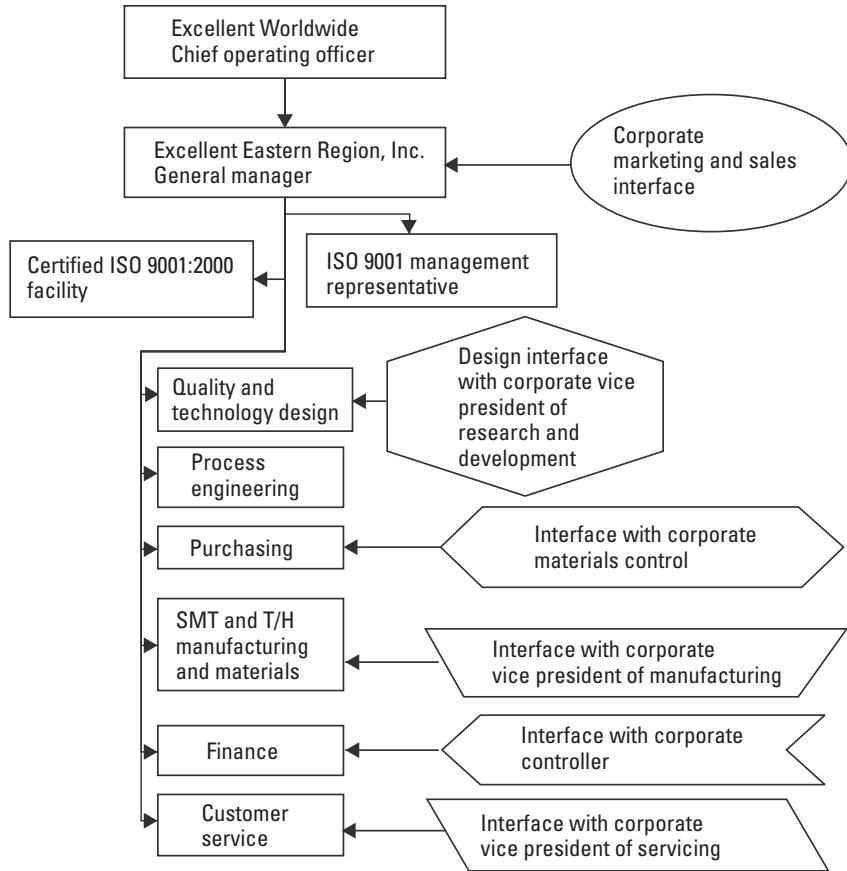 Excellent Worldwide
Chief operating officer
Excellent Eastern Region, Inc.
General manager
Corporate
marketing and sales
interface
Certified ISO 9001:2000
facility
ISO 9001 management
representative
Quality and
technology design
Design interface
with corporate vice
president of
research and
development
Process
engineering
Purchasing
Interface with corporate
materials control
SMT and T/H
manufacturing
and materials
Interface with corporate
vice president of manufacturing
Finance
Interface with corporate
controller
Customer
service
Interface with corporate
vice president of servicing